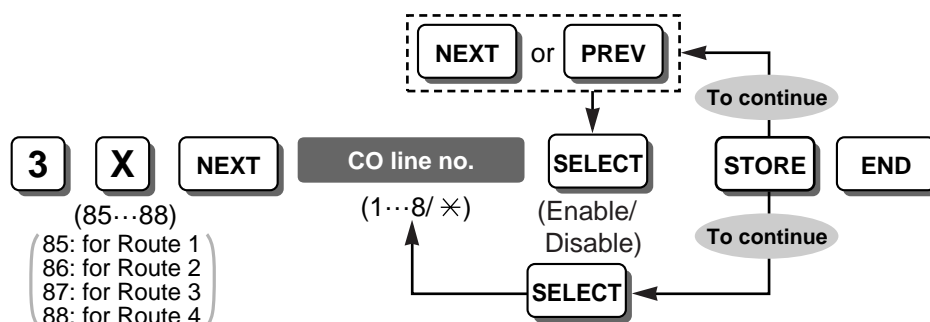 NEXT or PREV
To continue
3 X NEXT CO line no. SELECT STORE END
(85···88) (1···8/ ✳) (Enable/
Disable)
85: for Route 1
86: for Route 2
87: for Route 3
88: for Route 4
To continue
SELECT